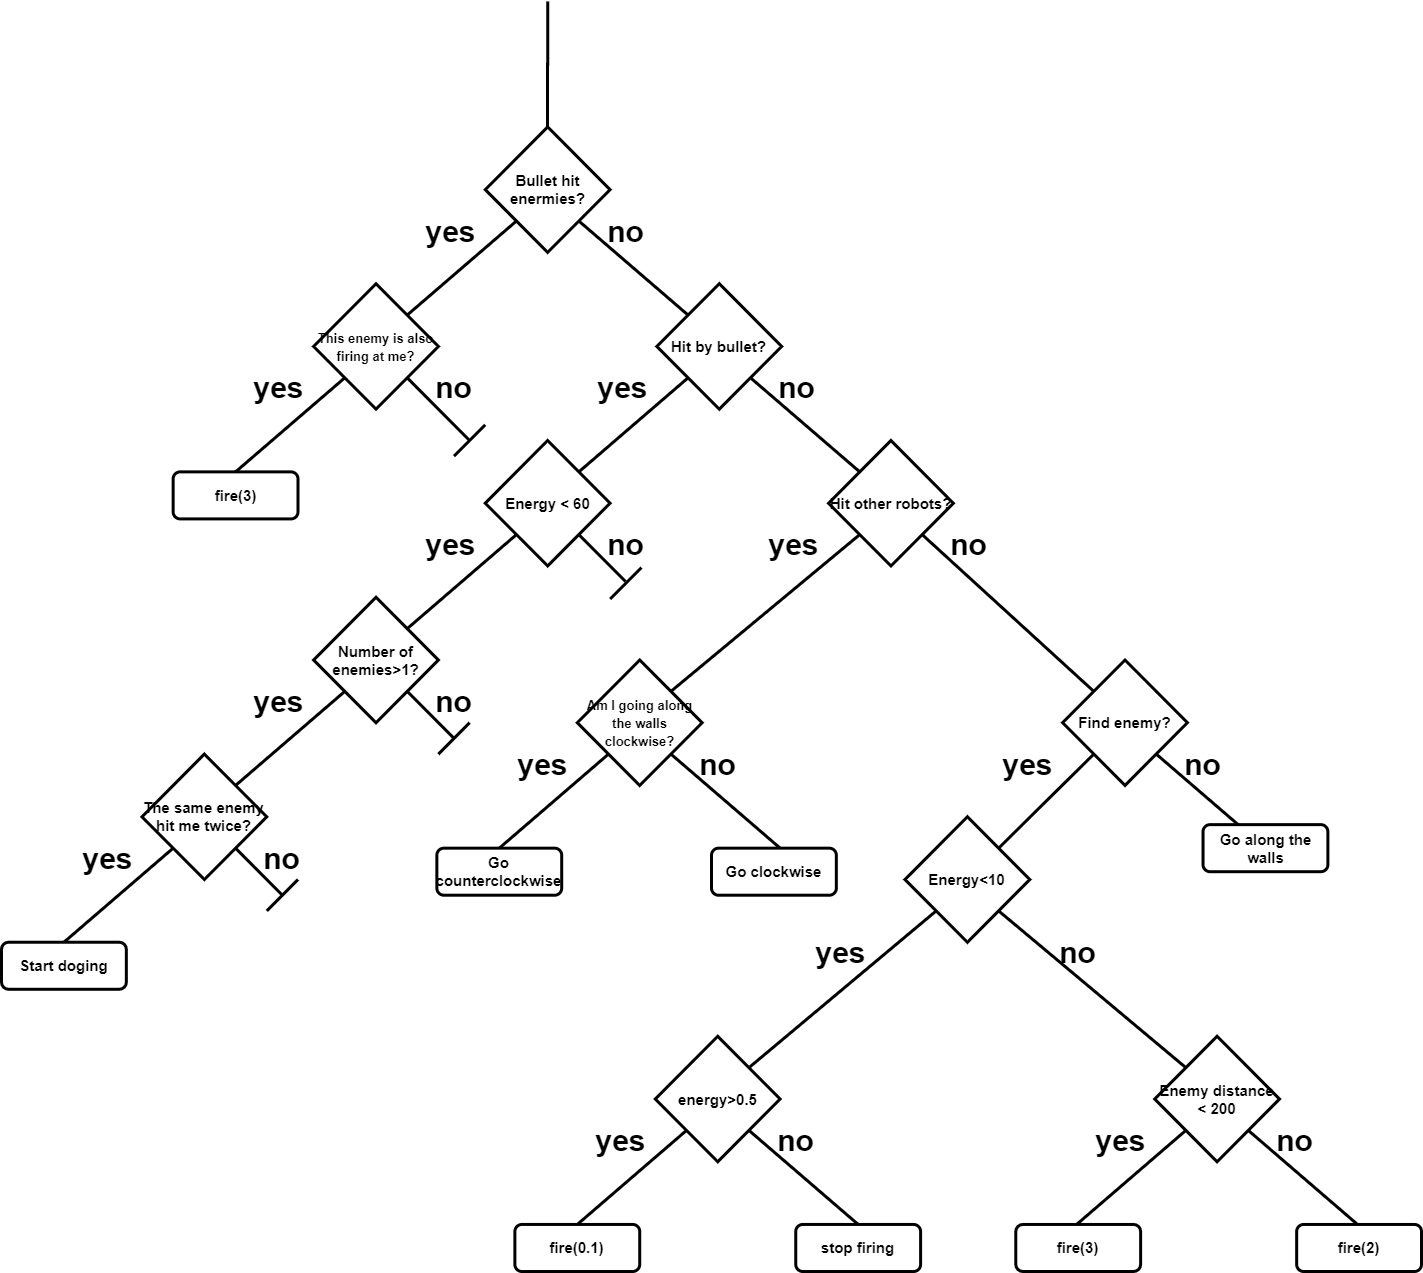 Bullet hit
enermies?
yes
no
This enemy is also
firing at me?
Hit by bullet?
yes
no
yes
no
fire(3)
Energy < 60
Hit other robots?
yes
no
yes
no
Number of
enemies>1?
Am I going along
the walls
clockwise?
Find enemy?
yes
no
yes
no
yes
no
The same enemy
hit me twice?
Go along the
walls
yes
no
Go
counterclockwise
Go clockwise
Energy<10
Start doging
yes
no
energy>0.5
Enemy distance
< 200
yes
no
yes
no
fire(0.1)
stop firing
fire(3)
fire(2)